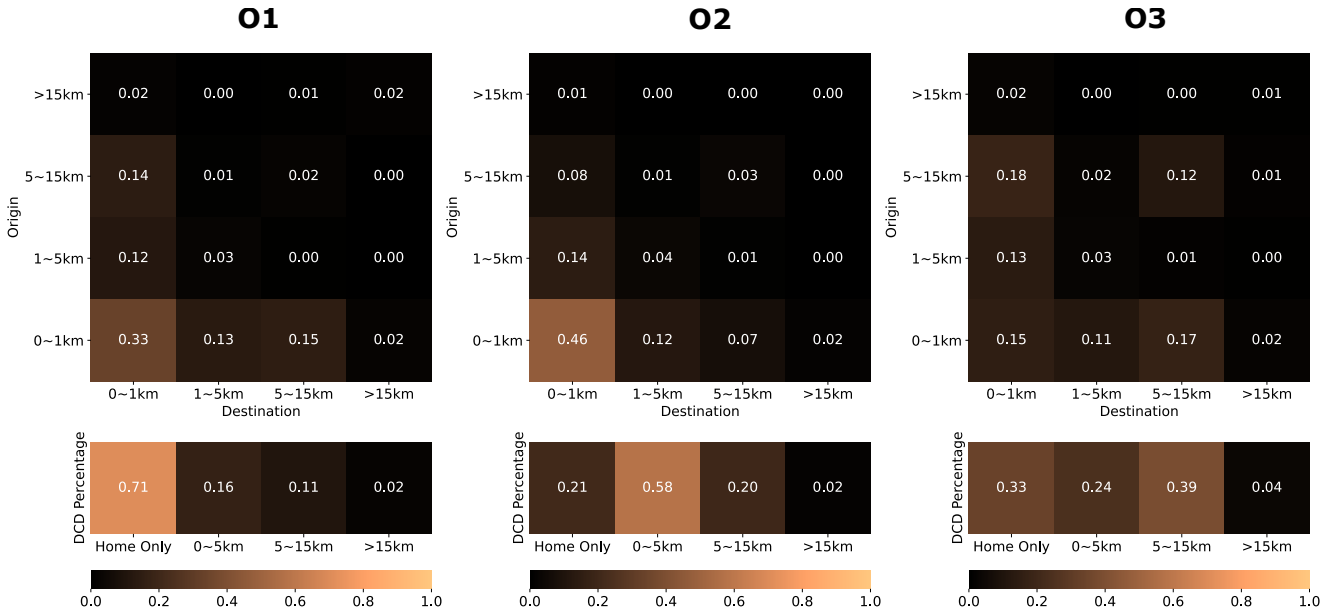 O1
O2
O3
>15km
0.02 0.00 0.01 0.02
5~15km
0.14 0.01 0.02 0.00
Origin
1~5km
0.12 0.03 0.00 0.00
0~1km
0.33 0.13 0.15 0.02
0~1km 1~5km 5~15km >15km
Destination
>15km
0.01 0.00 0.00 0.00
5~15km
0.08 0.01 0.03 0.00
Origin
1~5km
0.14 0.04 0.01 0.00
0~1km
0.46 0.12 0.07 0.02
0~1km 1~5km 5~15km >15km
Destination
>15km
0.02 0.00 0.00 0.01
5~15km
0.18 0.02 0.12 0.01
Origin
1~5km
0.13 0.03 0.01 0.00
0~1km
0.15 0.11 0.17 0.02
0~1km 1~5km 5~15km >15km
Destination
DCD Percentage
0.71 0.16 0.11 0.02
Home Only 0~5km 5~15km >15km
0.0 0.2 0.4 0.6 0.8 1.0
DCD Percentage
0.21 0.58 0.20 0.02
Home Only 0~5km 5~15km >15km
0.0 0.2 0.4 0.6 0.8 1.0
DCD Percentage
0.33 0.24 0.39 0.04
Home Only 0~5km 5~15km >15km
0.0 0.2 0.4 0.6 0.8 1.0